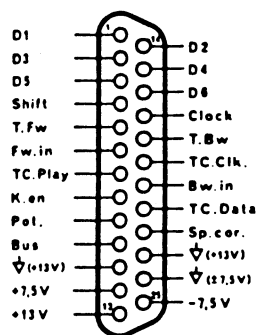 D1
1
14
D2
D3
D4
D5
D6
Shift
Clock
T.Fw
T.Bw
Fw.in
TC.Clk.
TC.Play
Bw.in
K.en
TC.Data
Pot.
Sp.cor.
Bus
(+13V)
(+13V)
(±7,5V)
+7,5V
25
-7,5V
13
+13V